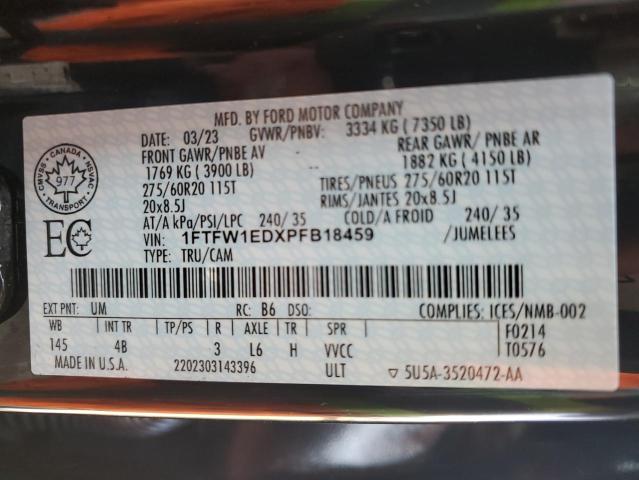 MFD. BY FORD MOTOR COMPANY
DATE: 03/23 GVWR/PNBV: 3334 KG ( 7350 LB)
FRONT GAWR/PNBE AV REAR GAWR/ PNBE AR
1769 KG ( 3900 LB) 1882 KG ( 4150 LB)
275/60R20 115T TIRES/PNEUS 275/60R20 115T
20x8.5J RIMS/JANTES 20x8.5J
AT/A kPa/PSI/LPC 240/ 35 COLD/A FROID 240/ 35
VIN: 1FTFW1EDXPFB18459 /JUMELEES
TYPE: TRU/CAM
CMVSS CANADA NSVAC
977
TRANSPORT
EC
EXT PNT: UM RC: B6 DSO: COMPLIES: ICES/NMB-002
WB INT TR TP/PS R AXLE TR SPR F0214
145 4B 3 L6 H VVCC T0576
MADE IN U.S.A. 2202303143396 ULT ▽ 5U5A-3520472-AA